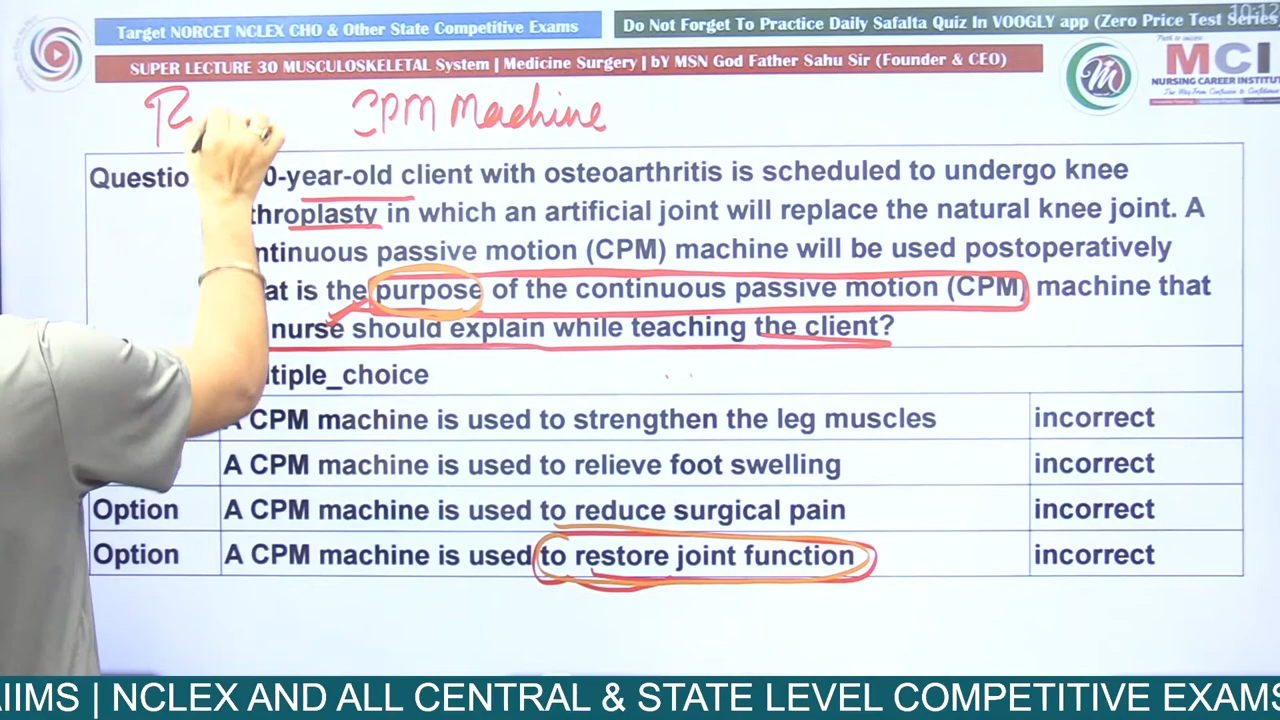 10:12
Target NORCET NCLEX CHO & Other State Competitive Exams
Do Not Forget To Practice Daily Safalta Quiz In VOOGLY app (Zero Price Test Series
SUPER LECTURE 30 MUSCULOSKELETAL System | Medicine Surgery | bY MSN God Father Sahu Sir (Founder & CEO)
MCI
NURSING CAREER INSTITU
CPM Machine
Questio 0-year-old client with osteoarthritis is scheduled to undergo knee
throplasty in which an artificial joint will replace the natural knee joint. A
ntinuous passive motion (CPM) machine will be used postoperatively
at is the purpose of the continuous passive motion (CPM) machine that
nurse should explain while teaching the client?
tiple_choice
A CPM machine is used to strengthen the leg muscles incorrect
A CPM machine is used to relieve foot swelling incorrect
Option A CPM machine is used to reduce surgical pain incorrect
Option A CPM machine is used to restore joint function incorrect
AIIMS | NCLEX AND ALL CENTRAL & STATE LEVEL COMPETITIVE EXAMS